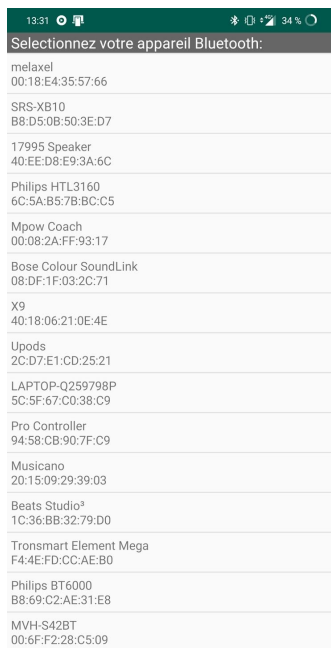 13:31 34 %
Selectionnez votre appareil Bluetooth:
melaxel
00:18:E4:35:57:66
SRS-XB10
B8:D5:0B:50:3E:D7
17995 Speaker
40:EE:D8:E9:3A:6C
Philips HTL3160
6C:5A:B5:7B:BC:C5
Mpow Coach
00:08:2A:FF:93:17
Bose Colour SoundLink
08:DF:1F:03:2C:71
X9
40:18:06:21:0E:4E
Upods
2C:D7:E1:CD:25:21
LAPTOP-Q259798P
5C:5F:67:C0:38:C9
Pro Controller
94:58:CB:90:7F:C9
Musicano
20:15:09:29:39:03
Beats Studio³
1C:36:BB:32:79:D0
Tronsmart Element Mega
F4:4E:FD:CC:AE:B0
Philips BT6000
B8:69:C2:AE:31:E8
MVH-S42BT
00:6F:F2:28:C5:09